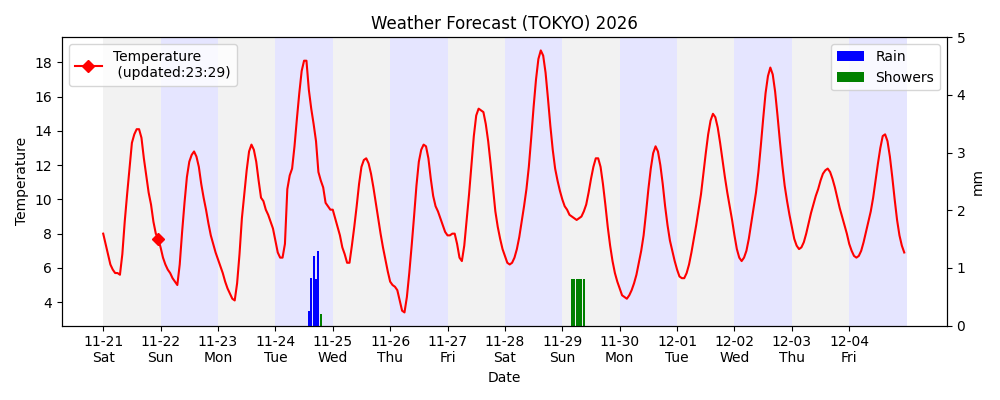 Weather Forecast (TOKYO) 2026
Temperature
(updated:23:29)
Rain
Showers
Temperature
18
16
14
12
10
8
6
4
5
4
3
2
1
0
mm
11-21 11-22 11-23 11-24 11-25 11-26 11-27 11-28 11-29 11-30 12-01 12-02 12-03 12-04
Sat Sun Mon Tue Wed Thu Fri Sat Sun Mon Tue Wed Thu Fri
Date